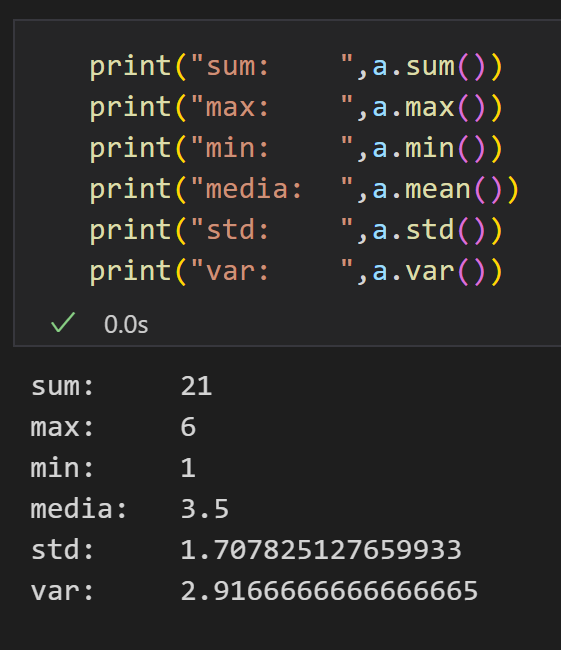 print("sum:    ",a.sum())
print("max:    ",a.max())
print("min:    ",a.min())
print("media:  ",a.mean())
print("std:    ",a.std())
print("var:    ",a.var())
0.0s
sum:     21
max:     6
min:     1
media:   3.5
std:     1.707825127659933
var:     2.9166666666666665